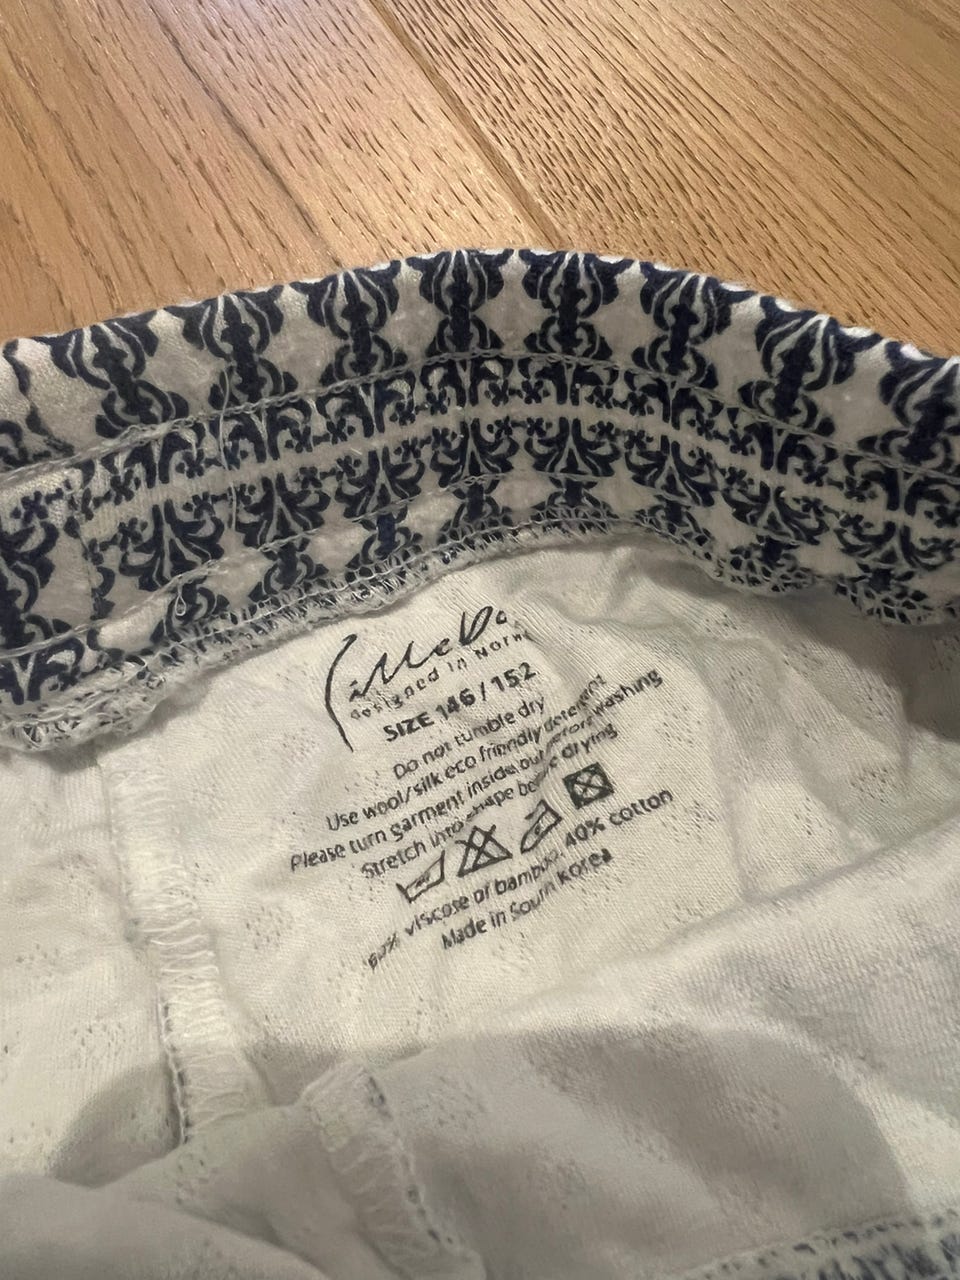 designed in Norw
SIZE 146 / 152
Do not tumble dry
Use wool/silk eco friendly detergent
Please turn garment inside out before washing
Stretch into shape before drying
60% viscose of bamboo, 40% cotton
Made in South Korea